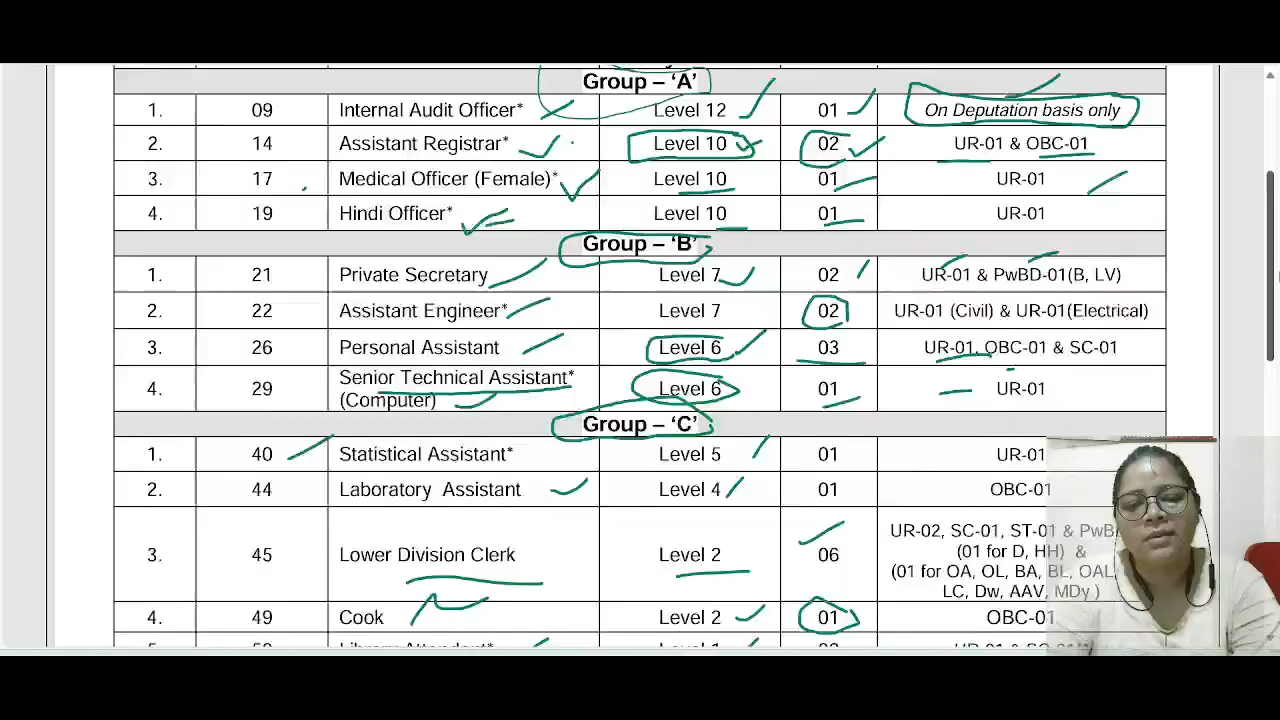 Group – ‘A’
1. 09 Internal Audit Officer* Level 12 01 On Deputation basis only
2. 14 Assistant Registrar* Level 10 02 UR-01 & OBC-01
3. 17 Medical Officer (Female)* Level 10 01 UR-01
4. 19 Hindi Officer* Level 10 01 UR-01
Group – ‘B’
1. 21 Private Secretary Level 7 02 UR-01 & PwBD-01(B, LV)
2. 22 Assistant Engineer* Level 7 02 UR-01 (Civil) & UR-01(Electrical)
3. 26 Personal Assistant Level 6 03 UR-01, OBC-01 & SC-01
4. 29 Senior Technical Assistant*
(Computer) Level 6 01 UR-01
Group – ‘C’
1. 40 Statistical Assistant* Level 5 01 UR-01
2. 44 Laboratory Assistant Level 4 01 OBC-01
3. 45 Lower Division Clerk Level 2 06 UR-02, SC-01, ST-01 &
(01 for D, HH) &
(01 for OA, OL, BA, BL, OAL,
LC, Dw, AAV, MDy )
4. 49 Cook Level 2 01 OBC-01
Library Attendant* Level 1